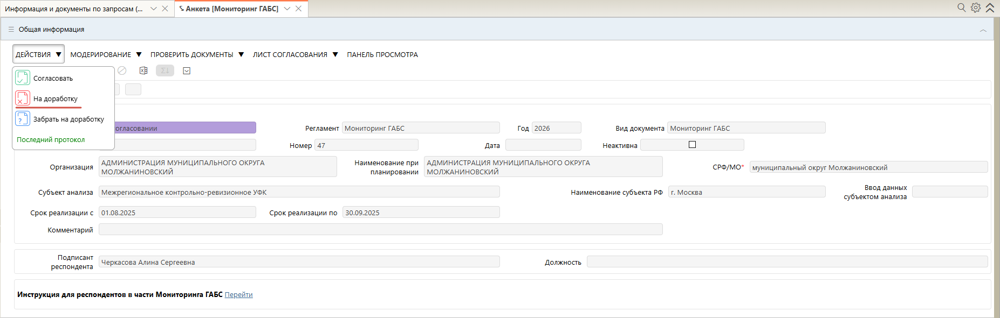 Информация и документы по запросам (...
Анкета [Мониторинг ГАБС]
Общая информация
ДЕЙСТВИЯ ▼ МОДЕРИРОВАНИЕ ▼ ПРОВЕРИТЬ ДОКУМЕНТЫ ▼ ЛИСТ СОГЛАСОВАНИЯ ▼ ПАНЕЛЬ ПРОСМОТРА
Согласовать
На доработку
Забрать на доработку
Последний протокол
огласовании
Регламент Мониторинг ГАБС
Год 2026
Вид документа Мониторинг ГАБС
Номер 47
Дата
Неактивна
Организация АДМИНИСТРАЦИЯ МУНИЦИПАЛЬНОГО ОКРУГА
МОЛЖАНИНОВСКИЙ
Наименование при
планировании
АДМИНИСТРАЦИЯ МУНИЦИПАЛЬНОГО ОКРУГА
МОЛЖАНИНОВСКИЙ
СРФ/МО* муниципальный округ Молжаниновский
Субъект анализа Межрегиональное контрольно-ревизионное УФК
Наименование субъекта РФ г. Москва
Ввод данных
субъектом анализа
Срок реализации с 01.08.2025
Срок реализации по 30.09.2025
Комментарий
Подписант
респондента
Черкасова Алина Сергеевна
Должность
Инструкция для респондентов в части Мониторинга ГАБС Перейти